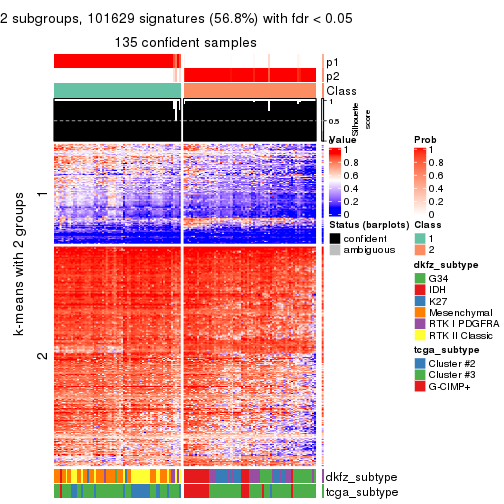 2 subgroups, 101629 signatures (56.8%) with fdr < 0.05
135 confident samples
p1
p2
Class
1
0.5
0
Silhouette score
k-means with 2 groups
1
2
dkfz_subtype
tcga_subtype
Value
1
0.8
0.6
0.4
0.2
0
Status (barplots)
confident
ambiguous
Prob
1
0.8
0.6
0.4
0.2
0
Class
1
2
dkfz_subtype
G34
IDH
K27
Mesenchymal
RTK I PDGFRA
RTK II Classic
tcga_subtype
Cluster #2
Cluster #3
G-CIMP+